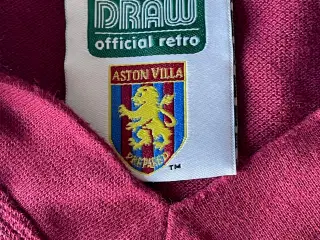 DRAW
official retro
ASTON VILLA
PREPARED
TM